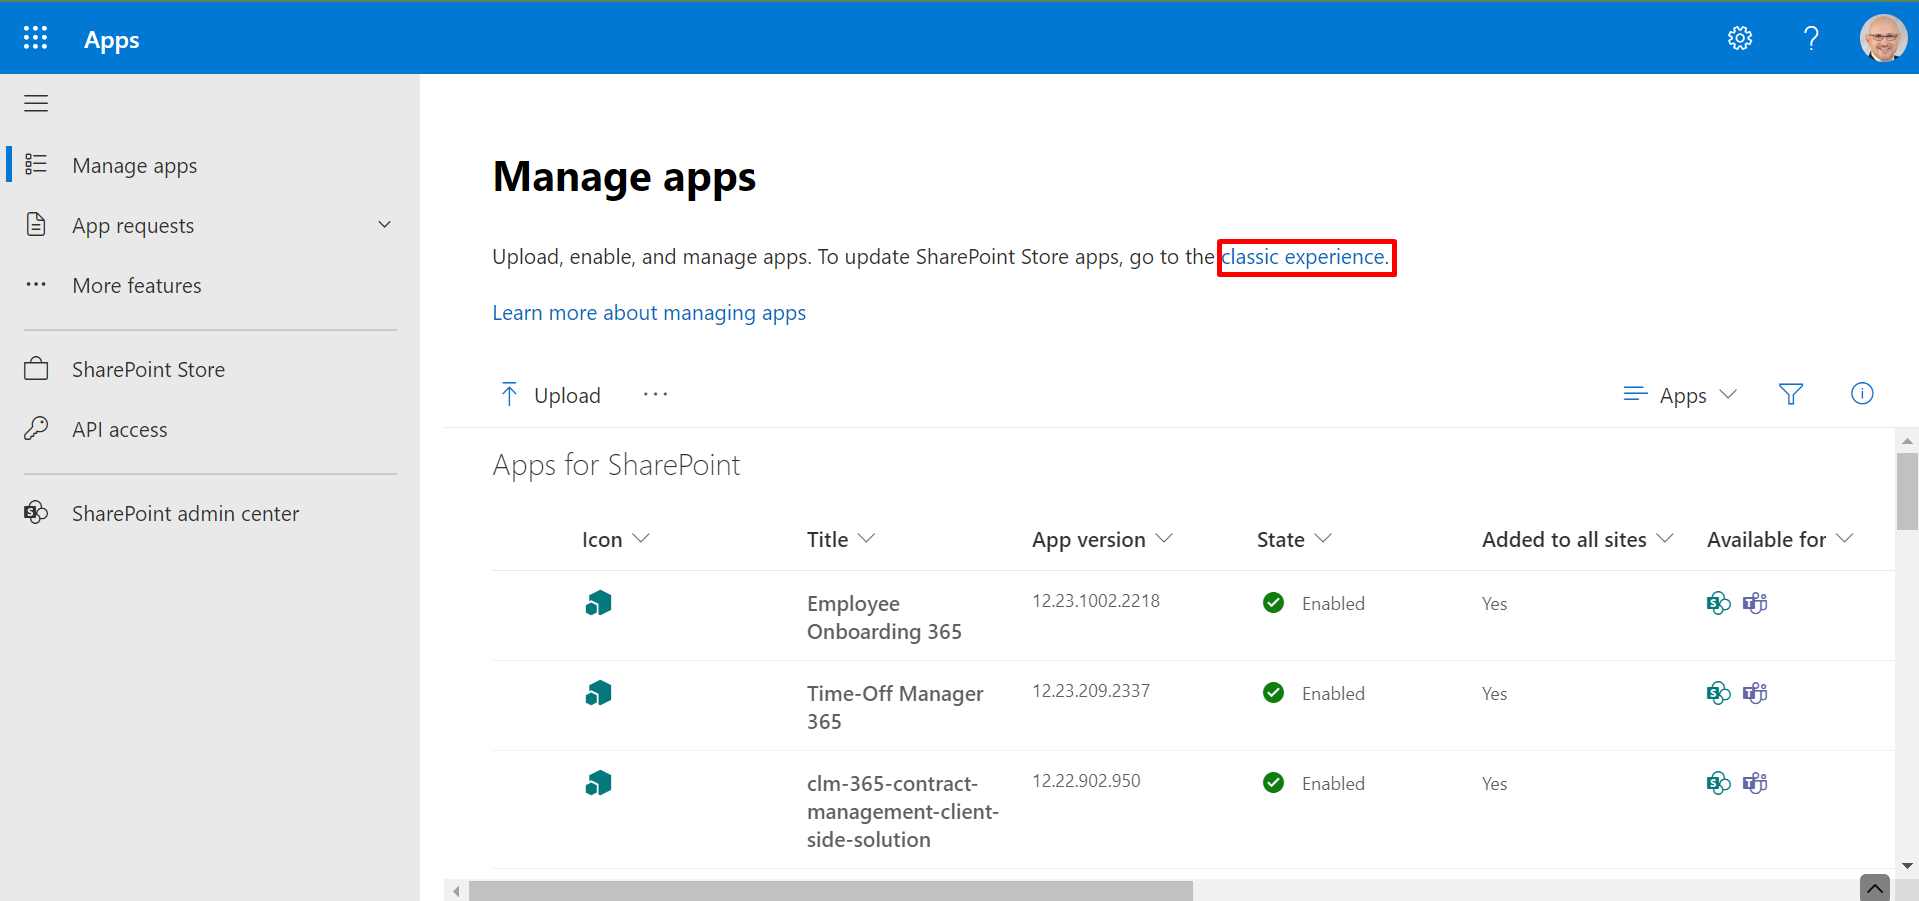 Apps
Manage apps
App requests
More features
SharePoint Store
API access
SharePoint admin center
Manage apps
Upload, enable, and manage apps. To update SharePoint Store apps, go to the classic experience.
Learn more about managing apps
Upload
Apps
Apps for SharePoint
Icon Title App version State Added to all sites Available for
Employee 12.23.1002.2218 Enabled Yes
Onboarding 365
Time-Off Manager 12.23.209.2337 Enabled Yes
365
clm-365-contract- 12.22.902.950 Enabled Yes
management-client-
side-solution